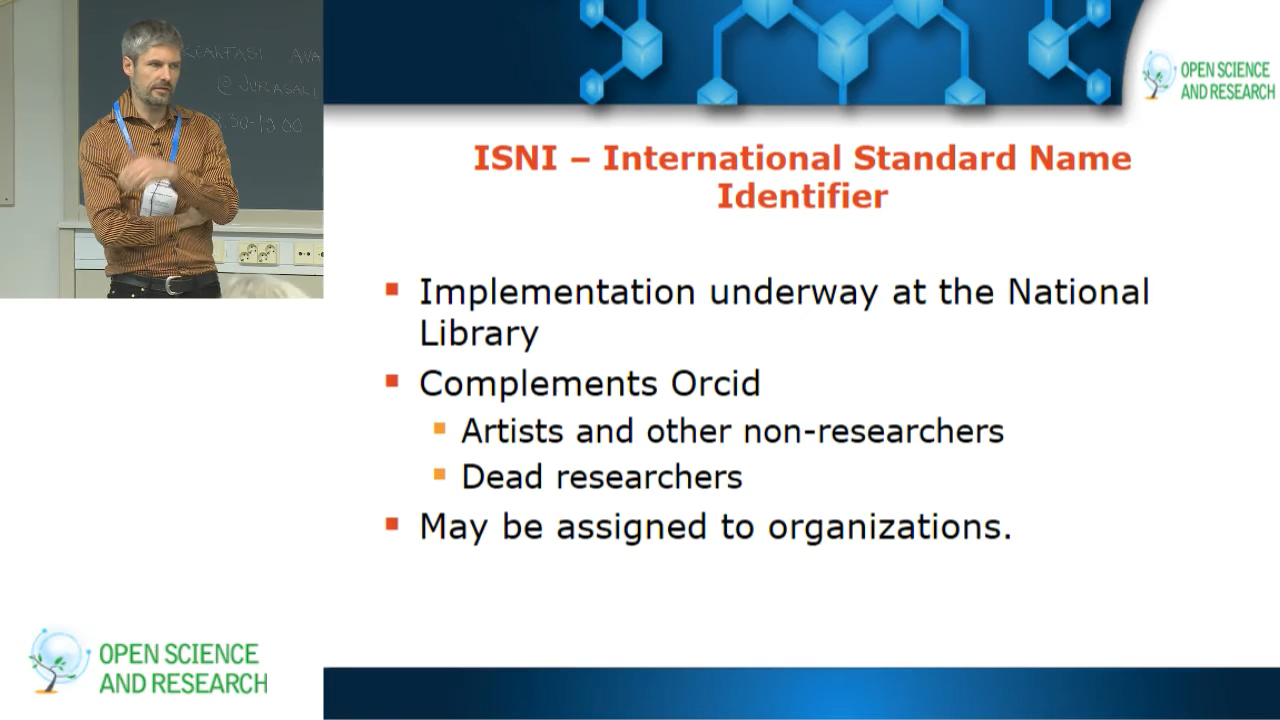 AVA
@
OPEN SCIENCE
AND RESEARCH
ISNI – International Standard Name
Identifier
▪ Implementation underway at the National
Library
▪ Complements Orcid
▪ Artists and other non-researchers
▪ Dead researchers
▪ May be assigned to organizations.
OPEN SCIENCE
AND RESEARCH